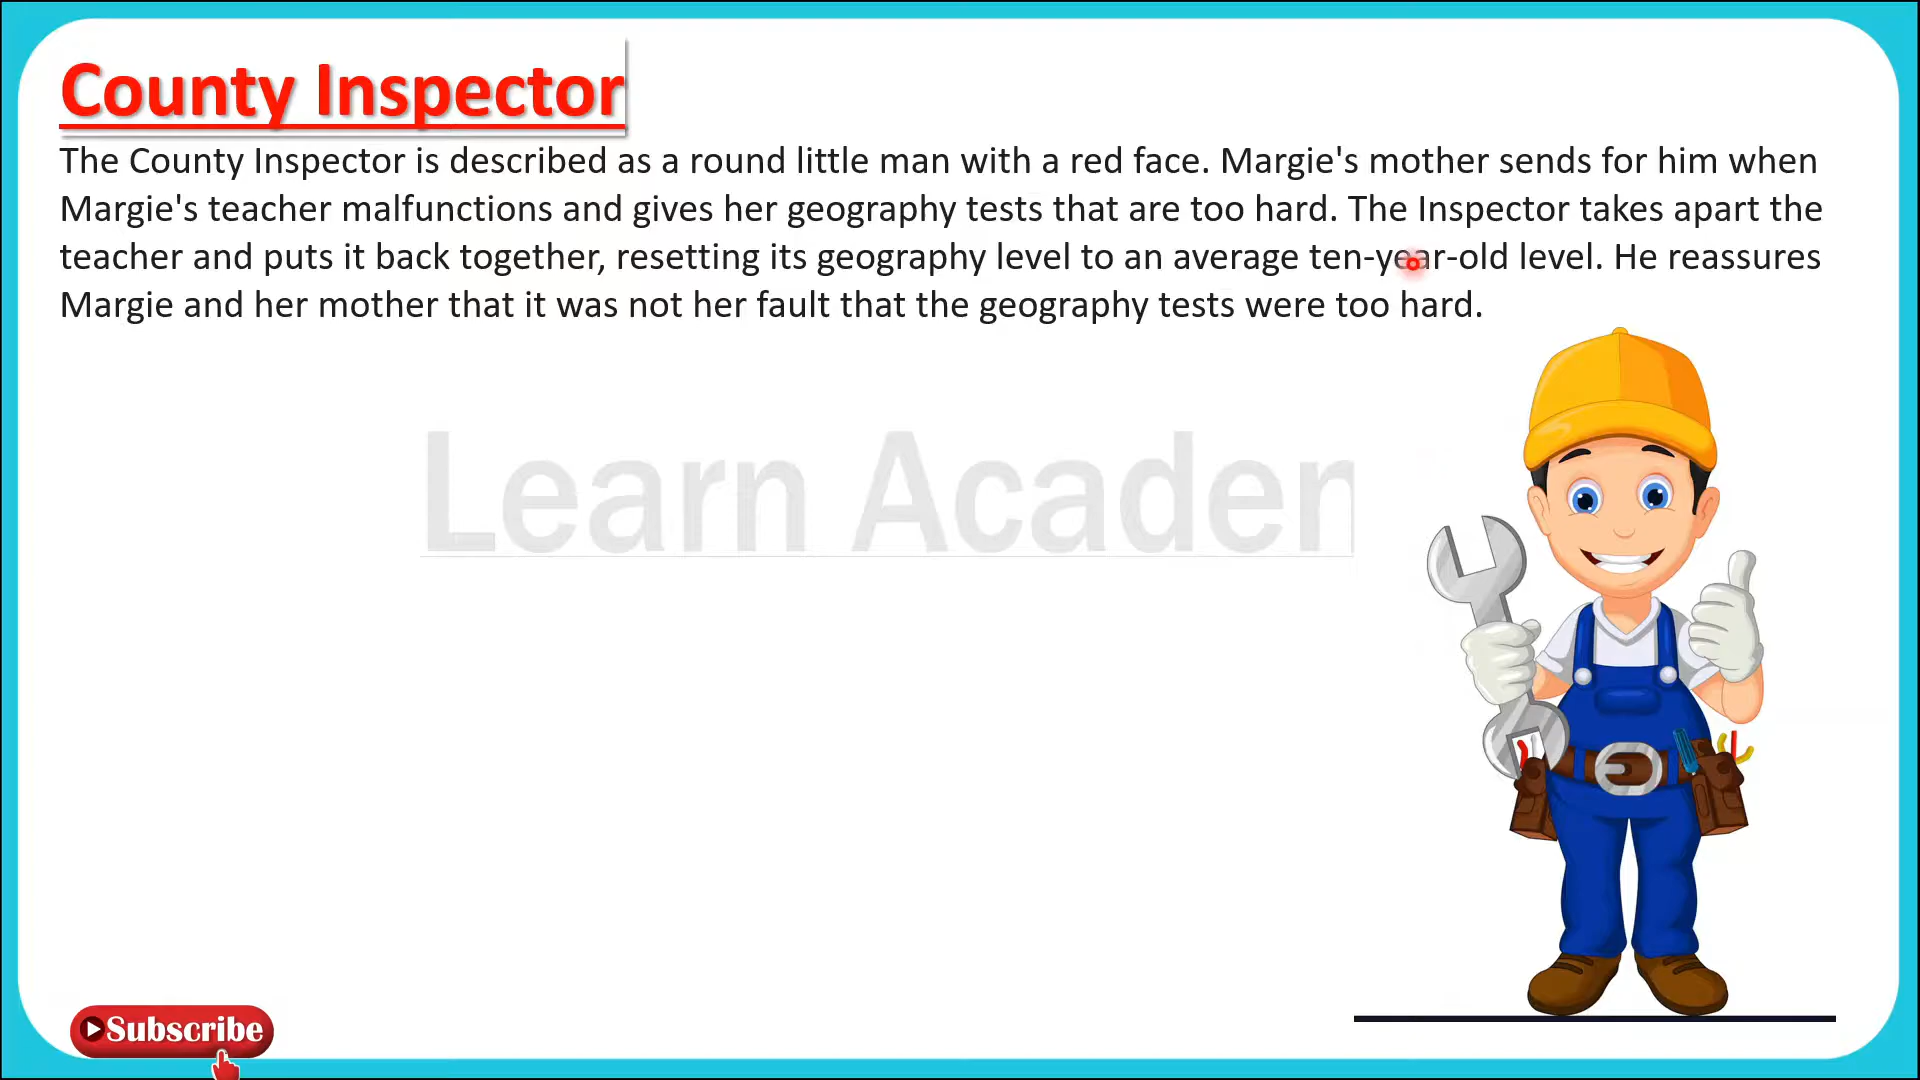 County Inspector
The County Inspector is described as a round little man with a red face. Margie's mother sends for him when
Margie's teacher malfunctions and gives her geography tests that are too hard. The Inspector takes apart the
teacher and puts it back together, resetting its geography level to an average ten-year-old level. He reassures
Margie and her mother that it was not her fault that the geography tests were too hard.
Learn Academ
Subscribe